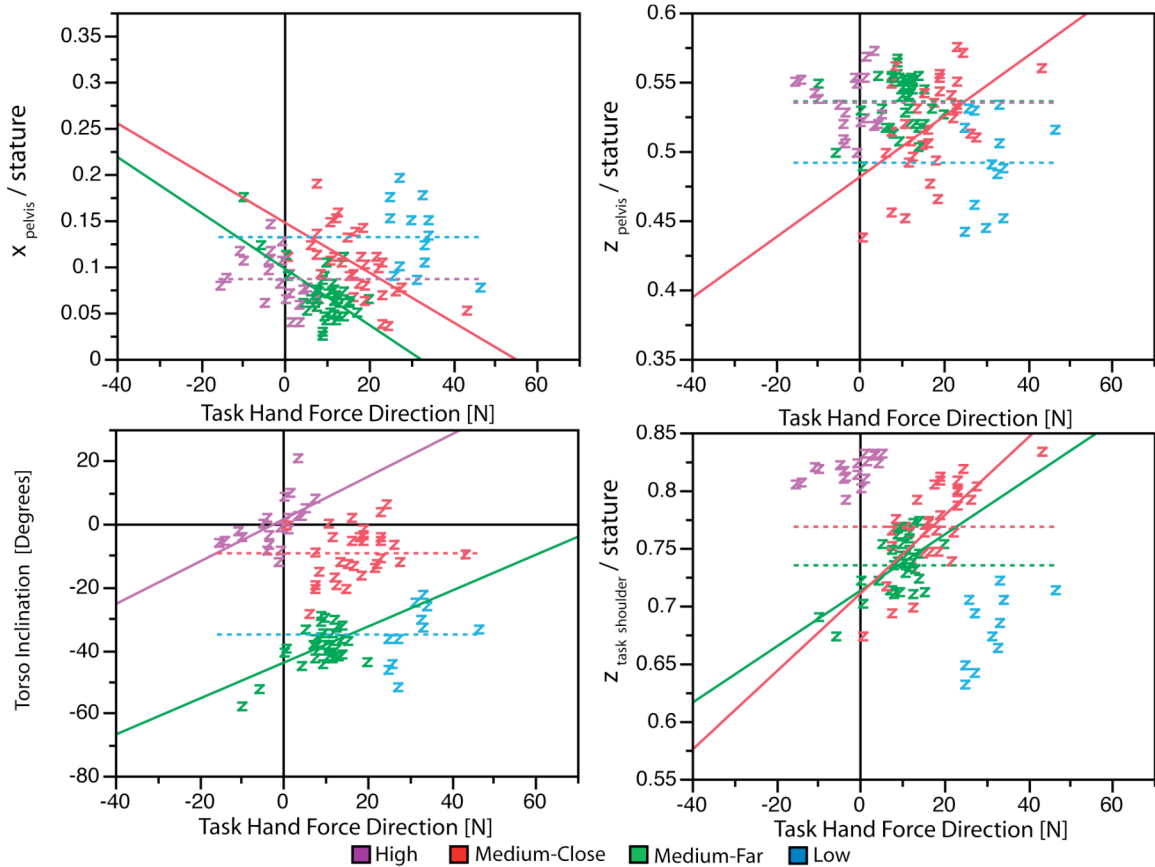 0.35
0.3
0.25
0.2
0.15
0.1
0.05
0
x pelvis / stature
-40 -20 0 20 40 60
Task Hand Force Direction [N]
0.6
0.55
0.5
0.45
0.4
0.35
z pelvis / stature
-40 -20 0 20 40 60
Task Hand Force Direction [N]
20
0
-20
-40
-60
-80
Torso Inclination [Degrees]
-40 -20 0 20 40 60
Task Hand Force Direction [N]
0.85
0.8
0.75
0.7
0.65
0.6
0.55
z task shoulder / stature
-40 -20 0 20 40 60
Task Hand Force Direction [N]
High Medium-Close Medium-Far Low